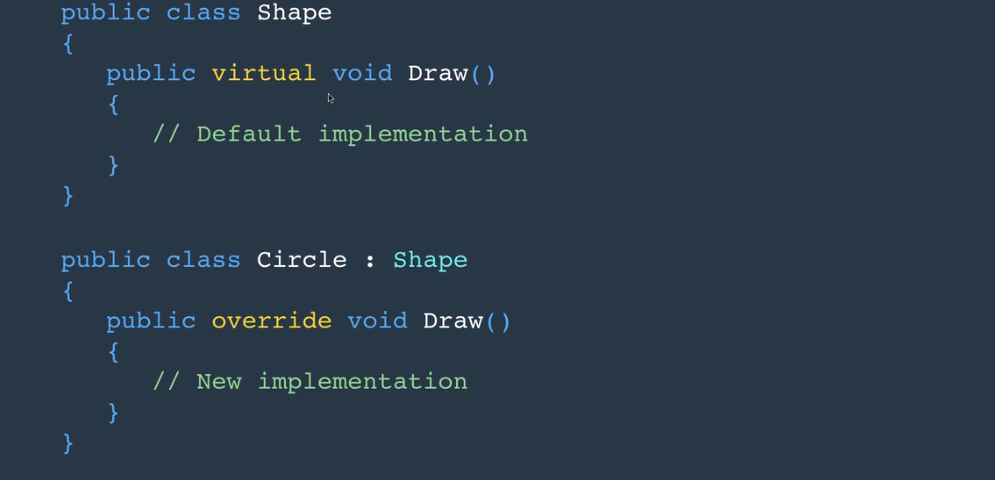 public class Shape
{
public virtual void Draw()
{
// Default implementation
}
}
public class Circle : Shape
{
public override void Draw()
{
// New implementation
}
}